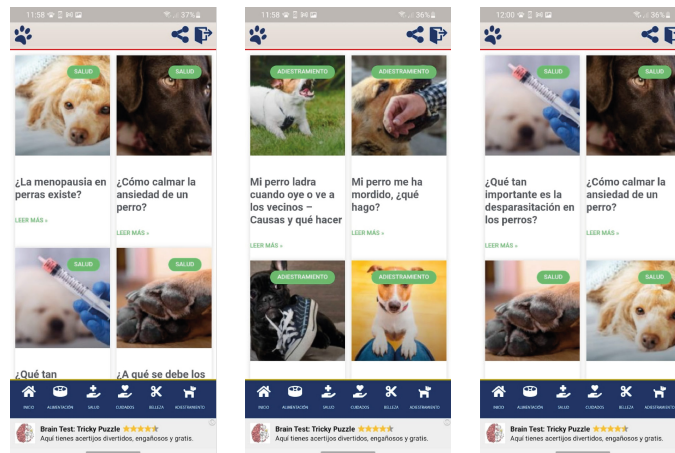 11:58
37%
SALUD
SALUD
¿La menopausia en
perras existe?
LEER MÁS »
¿Cómo calmar la
ansiedad de un
perro?
LEER MÁS »
SALUD
SALUD
¿Qué tan
¿A qué se debe los
INICIO
ALIMENTACIÓN
SALUD
CUIDADOS
BELLEZA
ADIESTRAMIENTO
Brain Test: Tricky Puzzle
Aquí tienes acertijos divertidos, engañosos y gratis.
11:58
36%
ADIESTRAMIENTO
ADIESTRAMIENTO
Mi perro ladra
cuando oye o ve a
los vecinos –
Causas y qué hacer
LEER MÁS »
Mi perro me ha
mordido, ¿qué
hago?
LEER MÁS »
ADIESTRAMIENTO
ADIESTRAMIENTO
INICIO
ALIMENTACIÓN
SALUD
CUIDADOS
BELLEZA
ADIESTRAMIENTO
Brain Test: Tricky Puzzle
Aquí tienes acertijos divertidos, engañosos y gratis.
12:00
36%
SALUD
SALUD
¿Qué tan
importante es la
desparasitación en
los perros?
LEER MÁS »
¿Cómo calmar la
ansiedad de un
perro?
LEER MÁS »
SALUD
SALUD
INICIO
ALIMENTACIÓN
SALUD
CUIDADOS
BELLEZA
ADIESTRAMIENTO
Brain Test: Tricky Puzzle
Aquí tienes acertijos divertidos, engañosos y gratis.